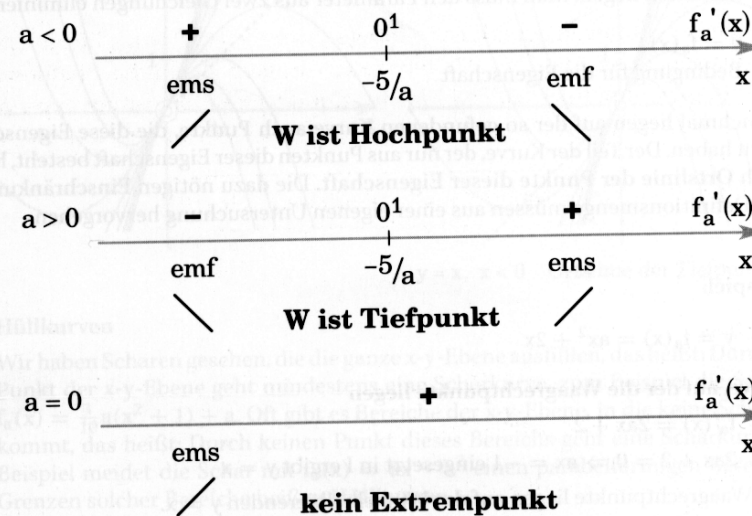 a < 0 + 0¹ − fₐ'(x)
ems −5/a emf x
W ist Hochpunkt
a > 0 − 0¹ + fₐ'(x)
emf −5/a ems x
W ist Tiefpunkt
a = 0 + fₐ'(x)
ems x
kein Extrempunkt